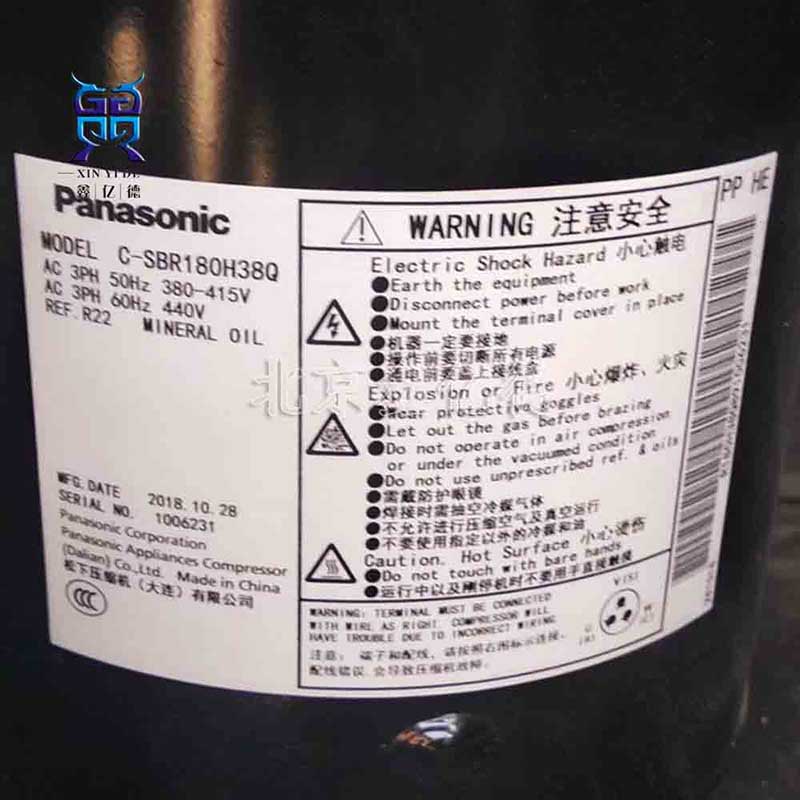 XIN YI DE
鑫 亿 德
Panasonic
MODEL C-SBR180H38Q
AC 3PH 50Hz 380-415V
AC 3PH 60Hz 440V
REF.R22 MINERAL OIL
北京
MFG.DATE 2018.10.28
SERIAL NO. 1006231
Panasonic Corporation
Panasonic Appliances Compressor
(Dalian) Co.,Ltd. Made in China
松下压缩机（大连）有限公司
CCC
WARNING 注意安全
Electric Shock Hazard 小心触电
●Earth the equipment
●Disconnect power before work
●Mount the terminal cover in place
●机器一定要接地
●操作前要切断所有电源
●通电前要盖上接线盒
Explosion or Fire 小心爆炸、火灾
●Wear protective goggles
●Let out the gas before brazing
●Do not operate in air compression
or under the vacuumed condition
●Do not use unprescribed ref. & oils
●需戴防护眼镜
●焊接时需抽空冷媒气体
●不允许进行压缩空气及真空运行
●不要使用指定以外的冷媒和油
Caution. Hot Surface 小心烫伤
●Do not touch with bare hands
●运行中以及刚停机时不要用手直接触摸
WARNING: TERMINAL MUST BE CONNECTED
WITH WIRE AS RIGHT. COMPRESSOR WILL
HAVE TROUBLE DUE TO INCORRECT WIRING
注意: 端子和配线, 请按照右图标示连接.
配线错误 会导致压缩机故障.
PP HE